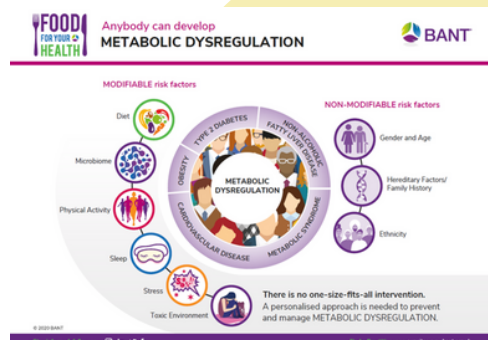 FOOD
FOR YOUR
HEALTH
Anybody can develop
METABOLIC DYSREGULATION
BANT
MODIFIABLE risk factors
Diet
Microbiome
Physical Activity
Sleep
Stress
Toxic Environment
OBESITY
TYPE 2 DIABETES
NON-ALCOHOLIC
FATTY LIVER DISEASE
METABOLIC SYNDROME
CARDIOVASCULAR DISEASE
METABOLIC
DYSREGULATION
NON-MODIFIABLE risk factors
Gender and Age
Hereditary Factors/
Family History
Ethnicity
There is no one-size-fits-all intervention.
A personalised approach is needed to prevent
and manage METABOLIC DYSREGULATION.
© 2020 BANT